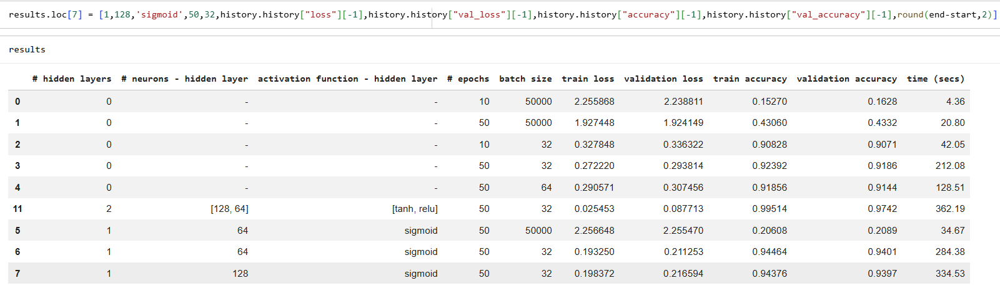 results.loc[7] = [1,128,'sigmoid',50,32,history.history["loss"][-1],history.history["val_loss"][-1],history.history["accuracy"][-1],history.history["val_accuracy"][-1],round(end-start,2)]
results
# hidden layers # neurons - hidden layer activation function - hidden layer # epochs batch size train loss validation loss train accuracy validation accuracy time (secs)
0 0 - - 10 50000 2.255868 2.238811 0.15270 0.1628 4.36
1 0 - - 50 50000 1.927448 1.924149 0.43060 0.4332 20.80
2 0 - - 10 32 0.327848 0.336322 0.90828 0.9071 42.05
3 0 - - 50 32 0.272220 0.293814 0.92392 0.9186 212.08
4 0 - - 50 64 0.290571 0.307456 0.91856 0.9144 128.51
11 2 [128, 64] [tanh, relu] 50 32 0.025453 0.087713 0.99514 0.9742 362.19
5 1 64 sigmoid 50 50000 2.256648 2.255470 0.20608 0.2089 34.67
6 1 64 sigmoid 50 32 0.193250 0.211253 0.94464 0.9401 284.38
7 1 128 sigmoid 50 32 0.198372 0.216594 0.94376 0.9397 334.53